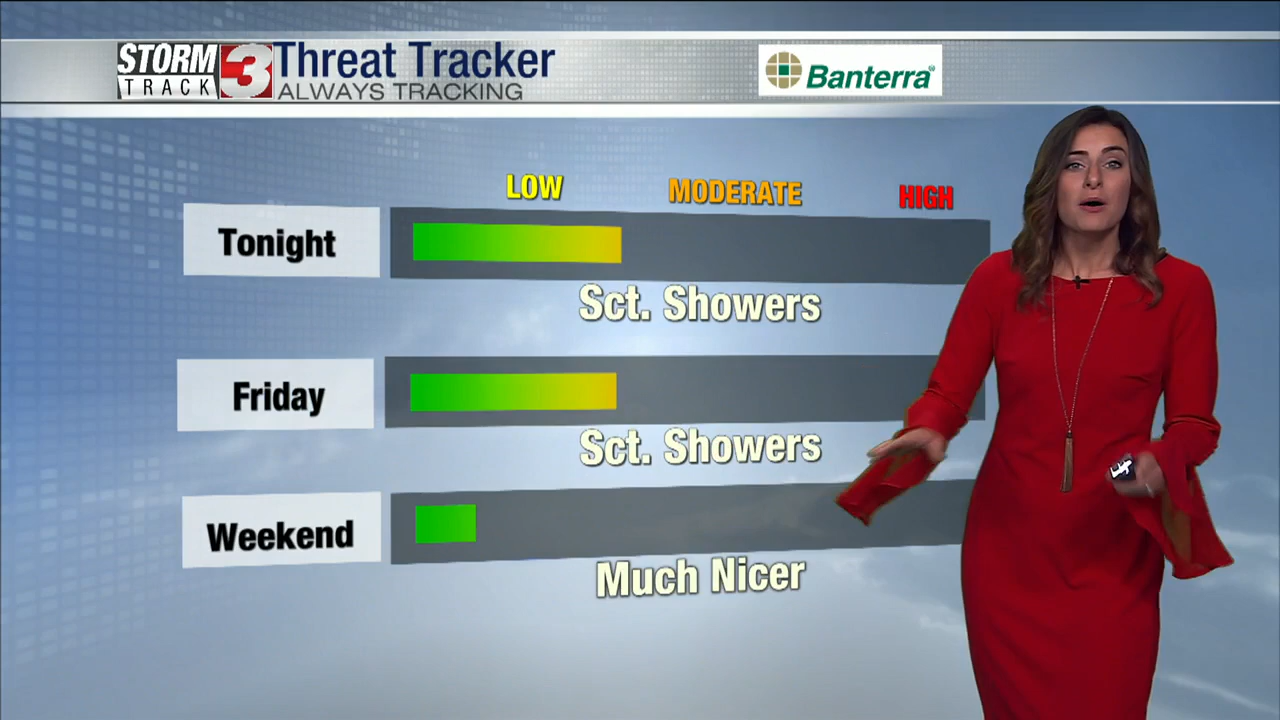 STORM
TRACK
3
Threat Tracker
ALWAYS TRACKING
Banterra®
LOW MODERATE HIGH
Tonight
Sct. Showers
Friday
Sct. Showers
Weekend
Much Nicer